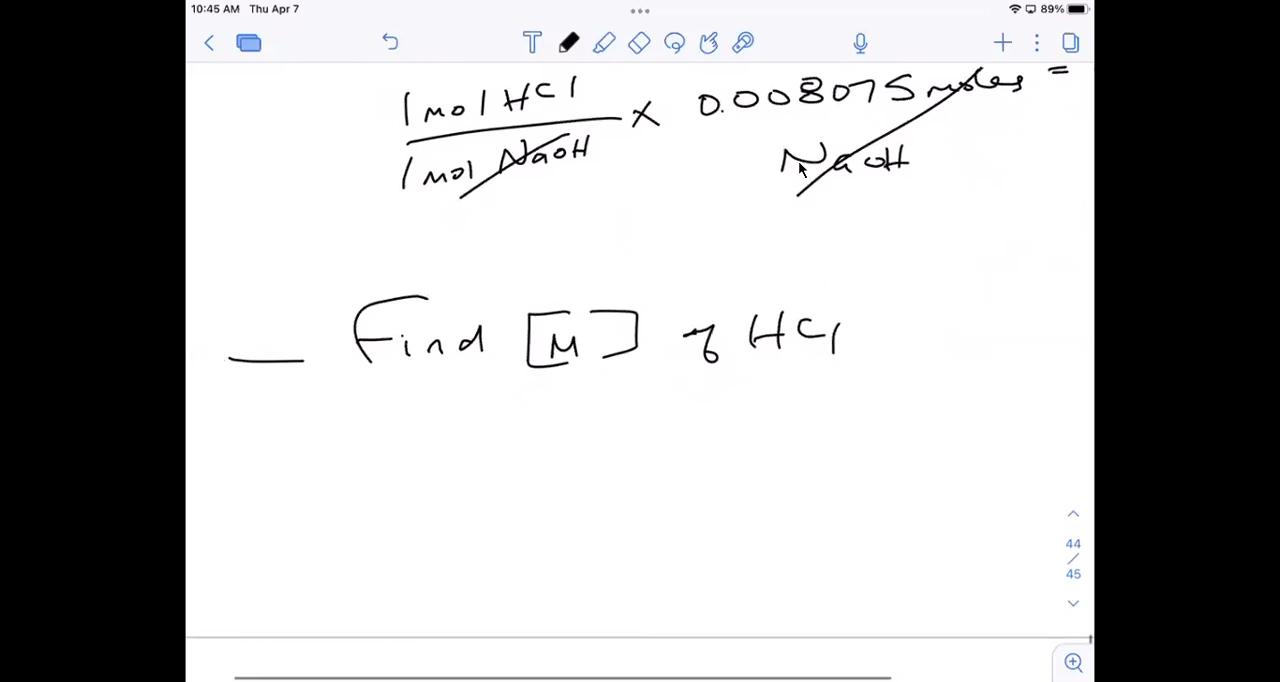 10:45 AM Thu Apr 7
89%
1 mol HCl
1 mol NaOH
x 0.008075 moles =
NaOH
Find [M] of HCl
44
/
45